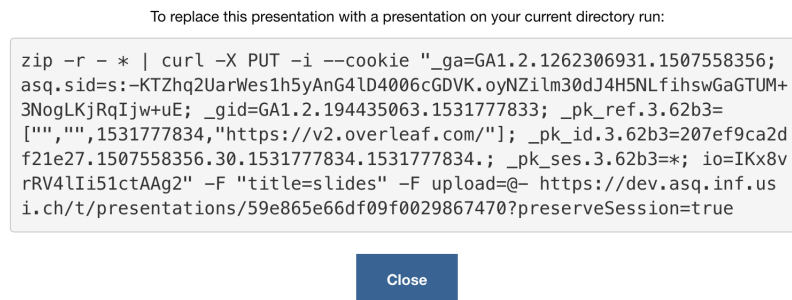 To replace this presentation with a presentation on your current directory run:
zip -r - * | curl -X PUT -i --cookie "_ga=GA1.2.1262306931.1507558356;
asq.sid=s:-KTZhq2UarWes1h5yAnG4lD4006cGDVK.oyNZilm30dJ4H5NLfihswGaGTUM+
3NogLKjRqIjw+uE; _gid=GA1.2.194435063.1531777833; _pk_ref.3.62b3=
["","",1531777834,"https://v2.overleaf.com/"]; _pk_id.3.62b3=207ef9ca2d
f21e27.1507558356.30.1531777834.1531777834.; _pk_ses.3.62b3=*; io=IKx8v
rRV4lIi51ctAAg2" -F "title=slides" -F upload=@- https://dev.asq.inf.us
i.ch/t/presentations/59e865e66df09f0029867470?preserveSession=true
Close